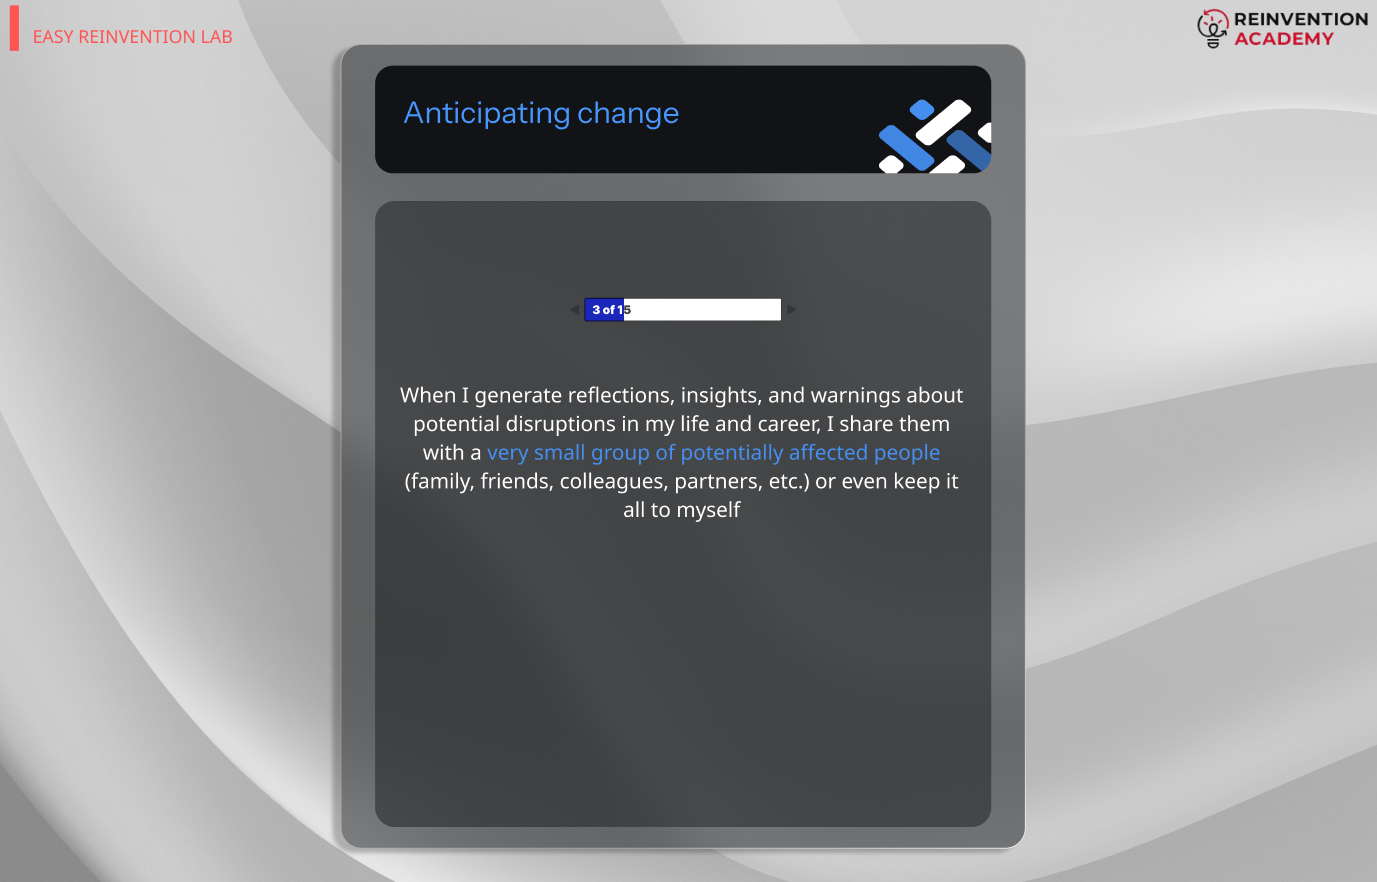 EASY REINVENTION LAB
REINVENTION
ACADEMY
Anticipating change
3 of 15
When I generate reflections, insights, and warnings about
potential disruptions in my life and career, I share them
with a very small group of potentially affected people
(family, friends, colleagues, partners, etc.) or even keep it
all to myself